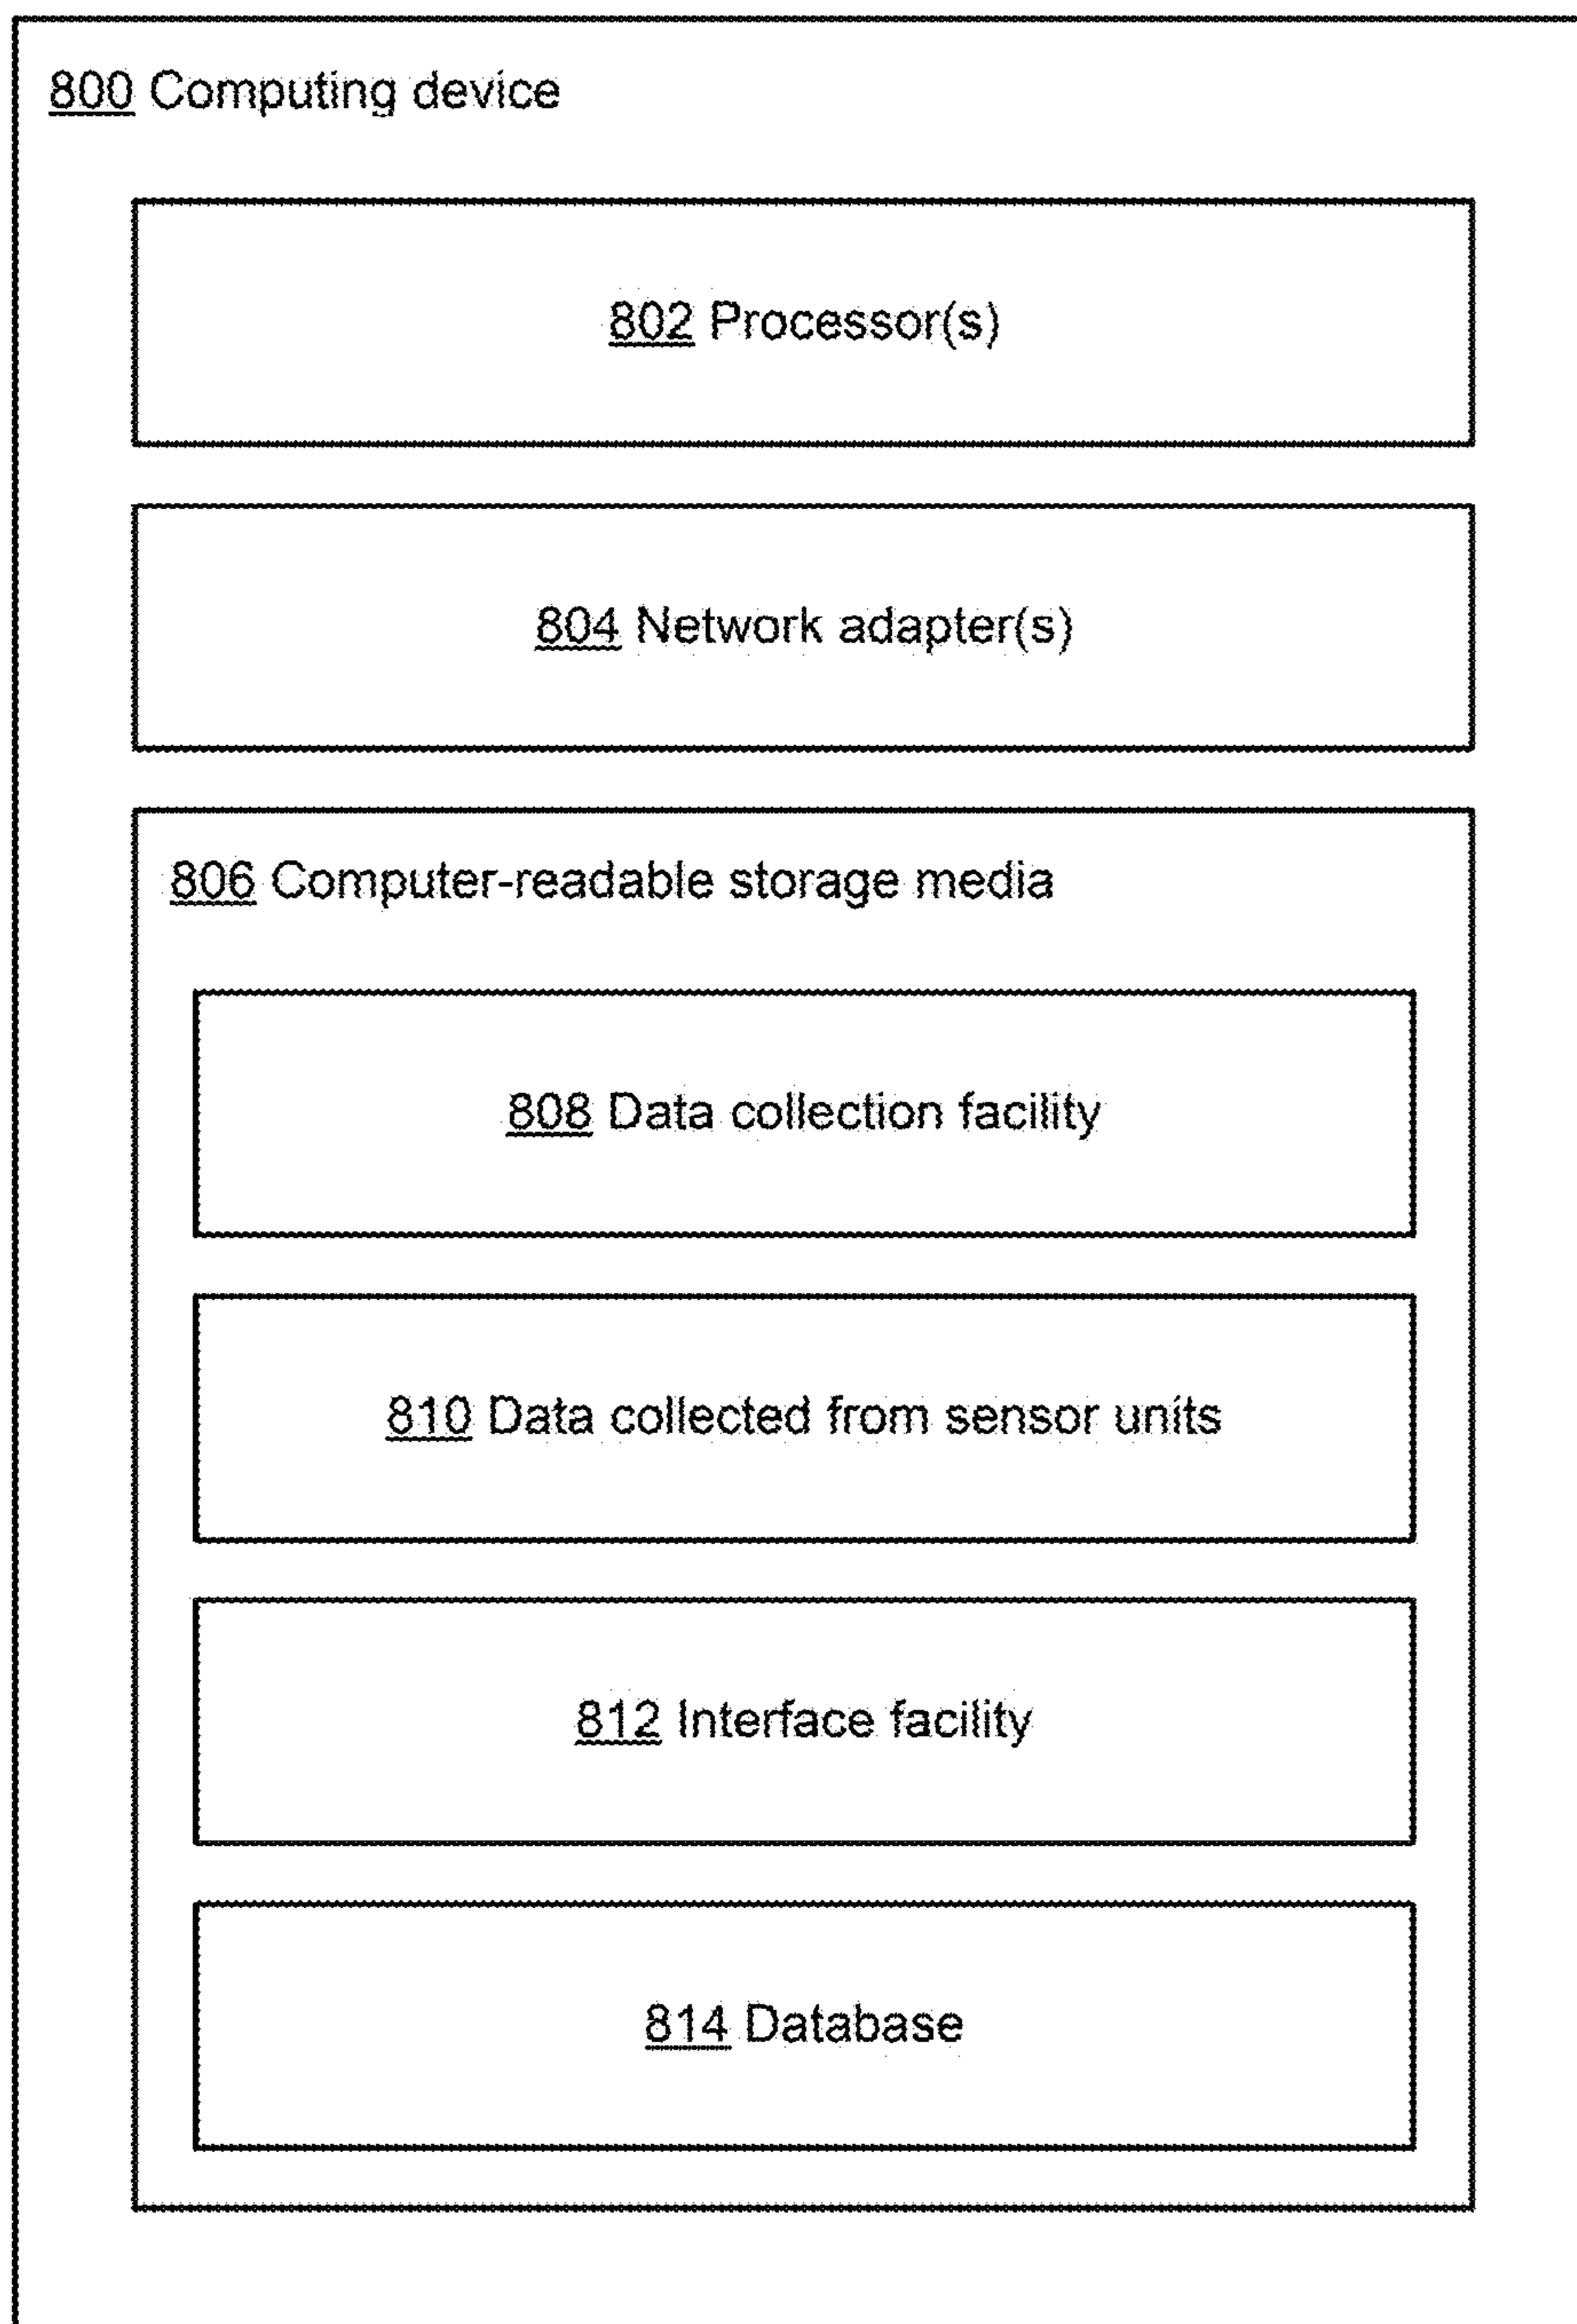 800 Computing device
802 Processor(s)
804 Network adapter(s)
806 Computer-readable storage media
808 Data collection facility
810 Data collected from sensor units
812 Interface facility
814 Database